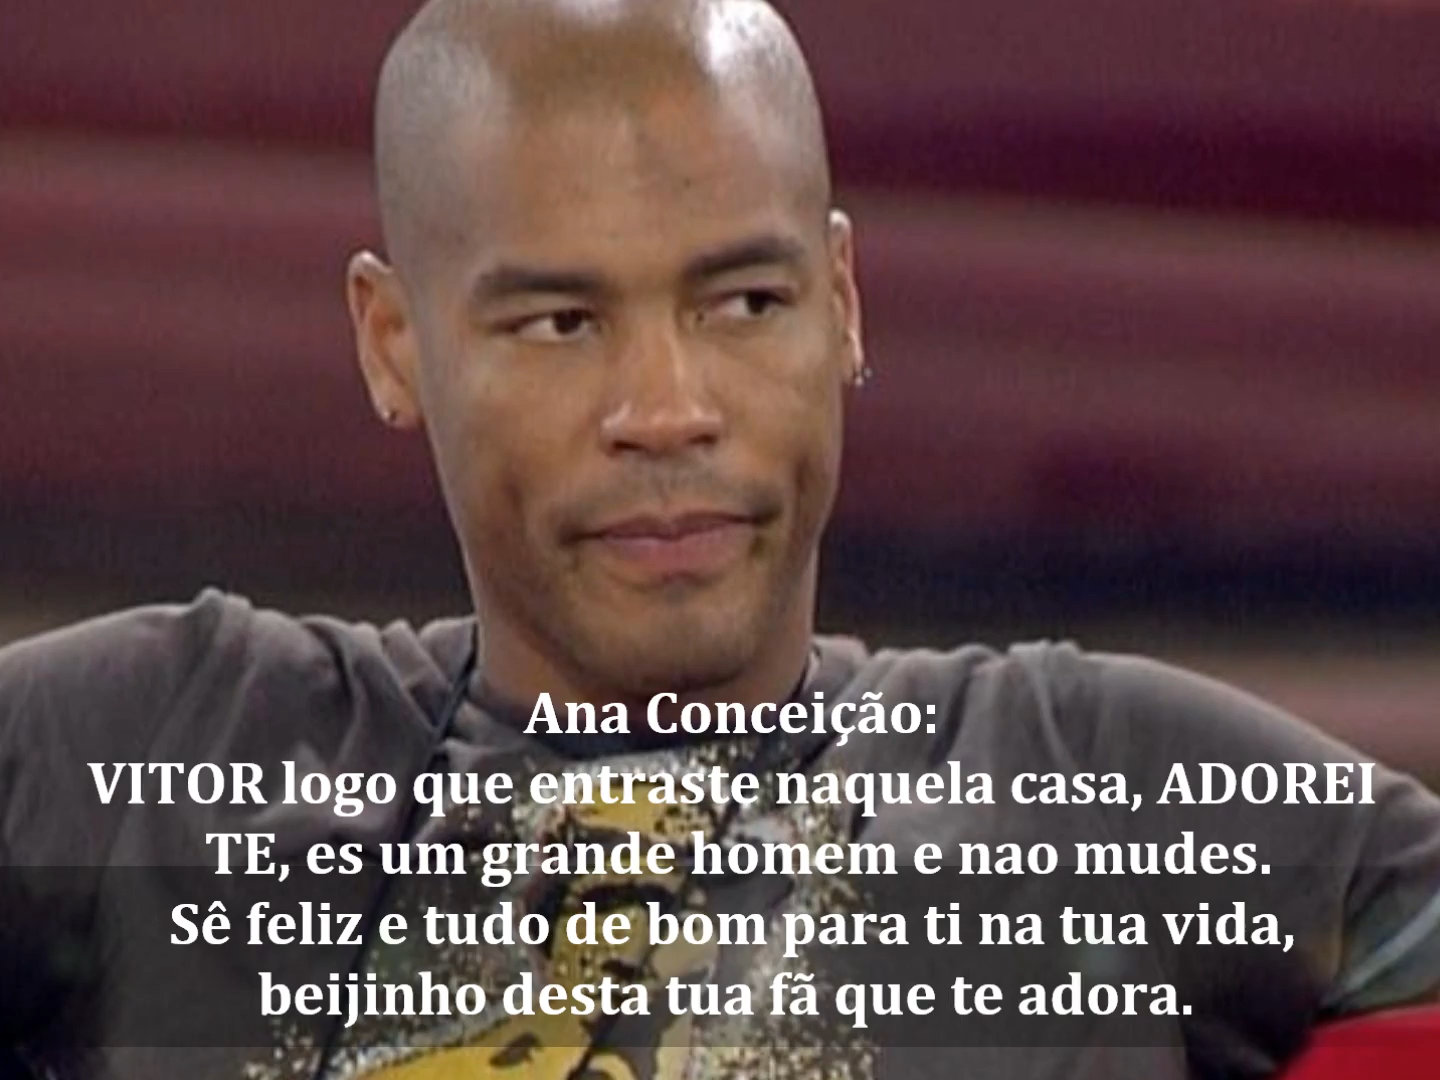 Ana Conceição:
VITOR logo que entraste naquela casa, ADOREI
TE, es um grande homem e nao mudes.
Sê feliz e tudo de bom para ti na tua vida,
beijinho desta tua fã que te adora.